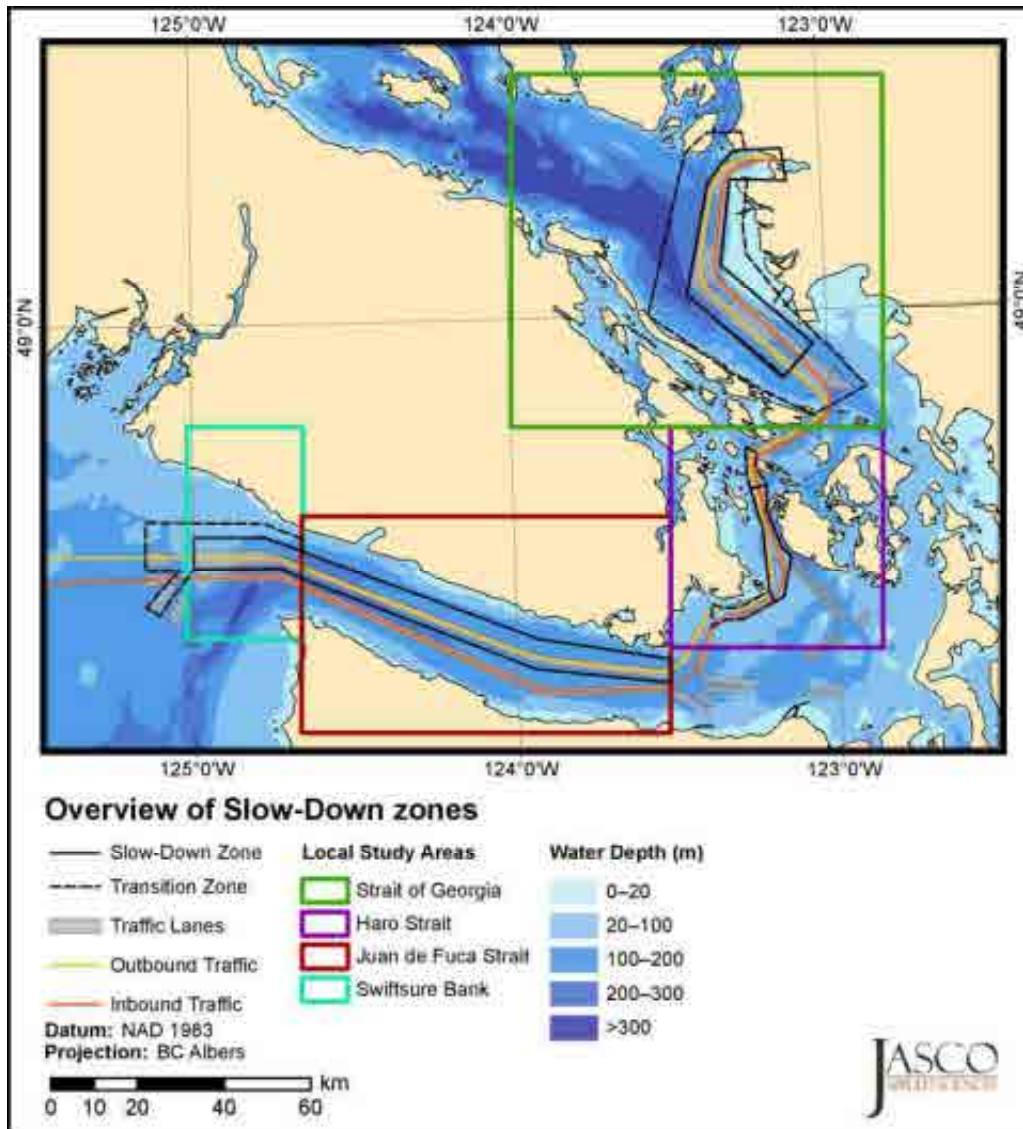 125°0'W 124°0'W 123°0'W
49°0'N
49°0'N
125°0'W 124°0'W 123°0'W
Overview of Slow-Down zones
Slow-Down Zone
Transition Zone
Traffic Lanes
Outbound Traffic
Inbound Traffic
Local Study Areas
Strait of Georgia
Haro Strait
Juan de Fuca Strait
Swiftsure Bank
Water Depth (m)
0–20
20–100
100–200
200–300
>300
Datum: NAD 1983
Projection: BC Albers
km
0 10 20 40 60
JASCO